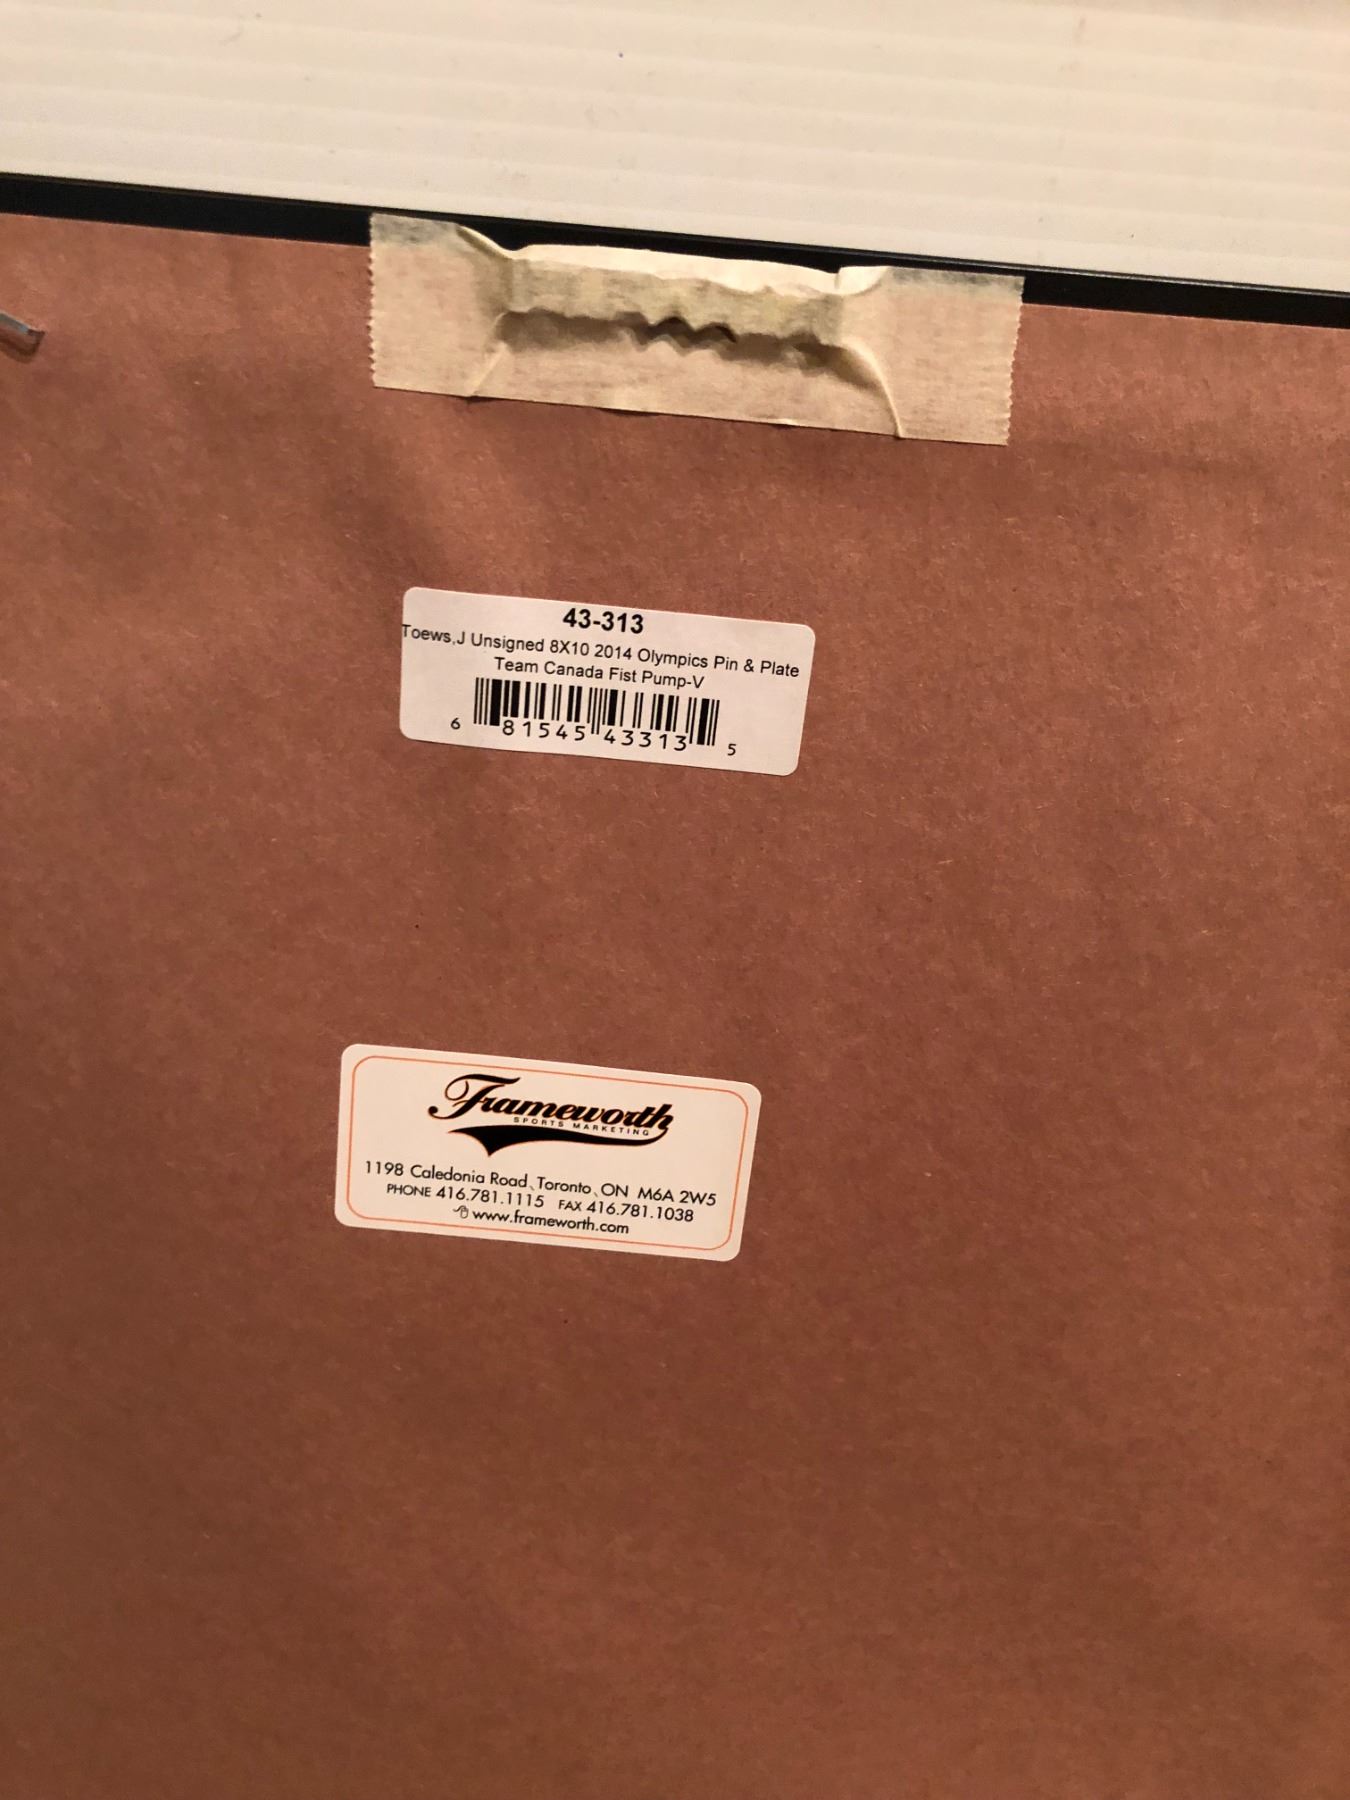 43-313
Toews,J Unsigned 8X10 2014 Olympics Pin & Plate
Team Canada Fist Pump-V
6 81545 43313 5
Frameworth
SPORTS MARKETING
1198 Caledonia Road, Toronto, ON M6A 2W5
PHONE 416.781.1115 FAX 416.781.1038
www.frameworth.com